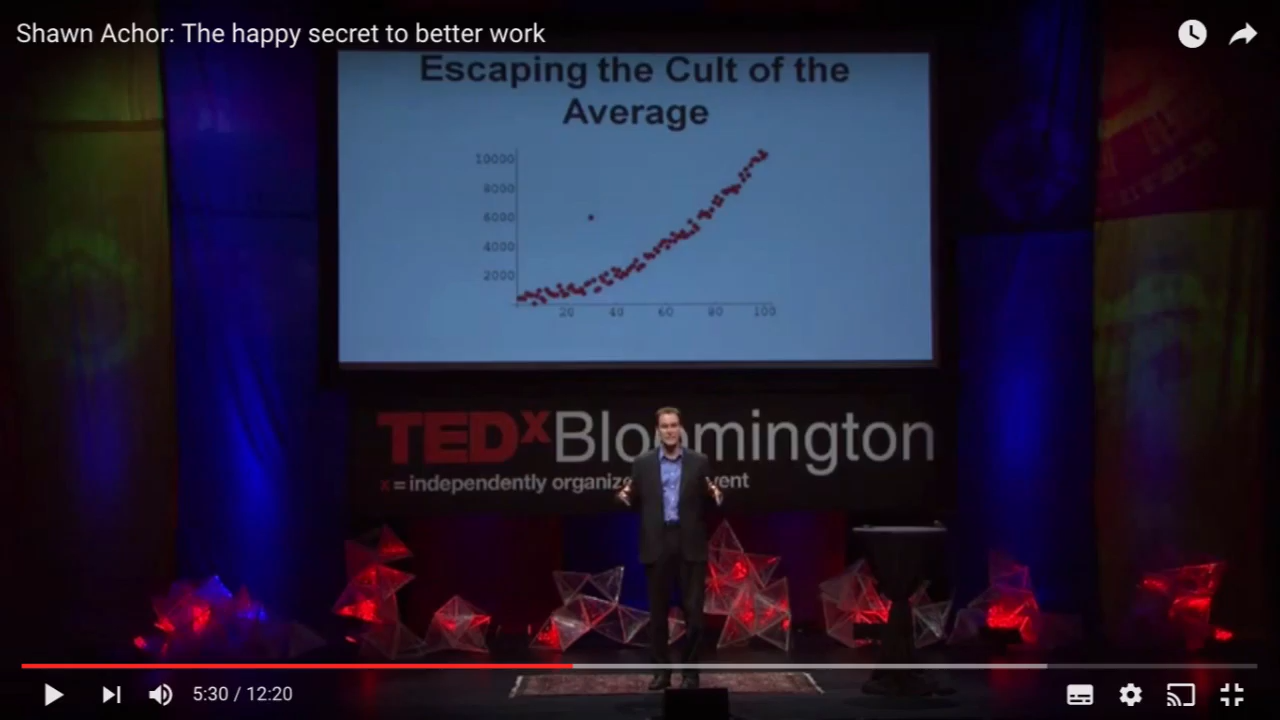 Shawn Achor: The happy secret to better work
Escaping the Cult of the
Average
10000
8000
6000
4000
2000
20 40 60 80 100
TEDxBloomington
x = independently organized event
5:30 / 12:20